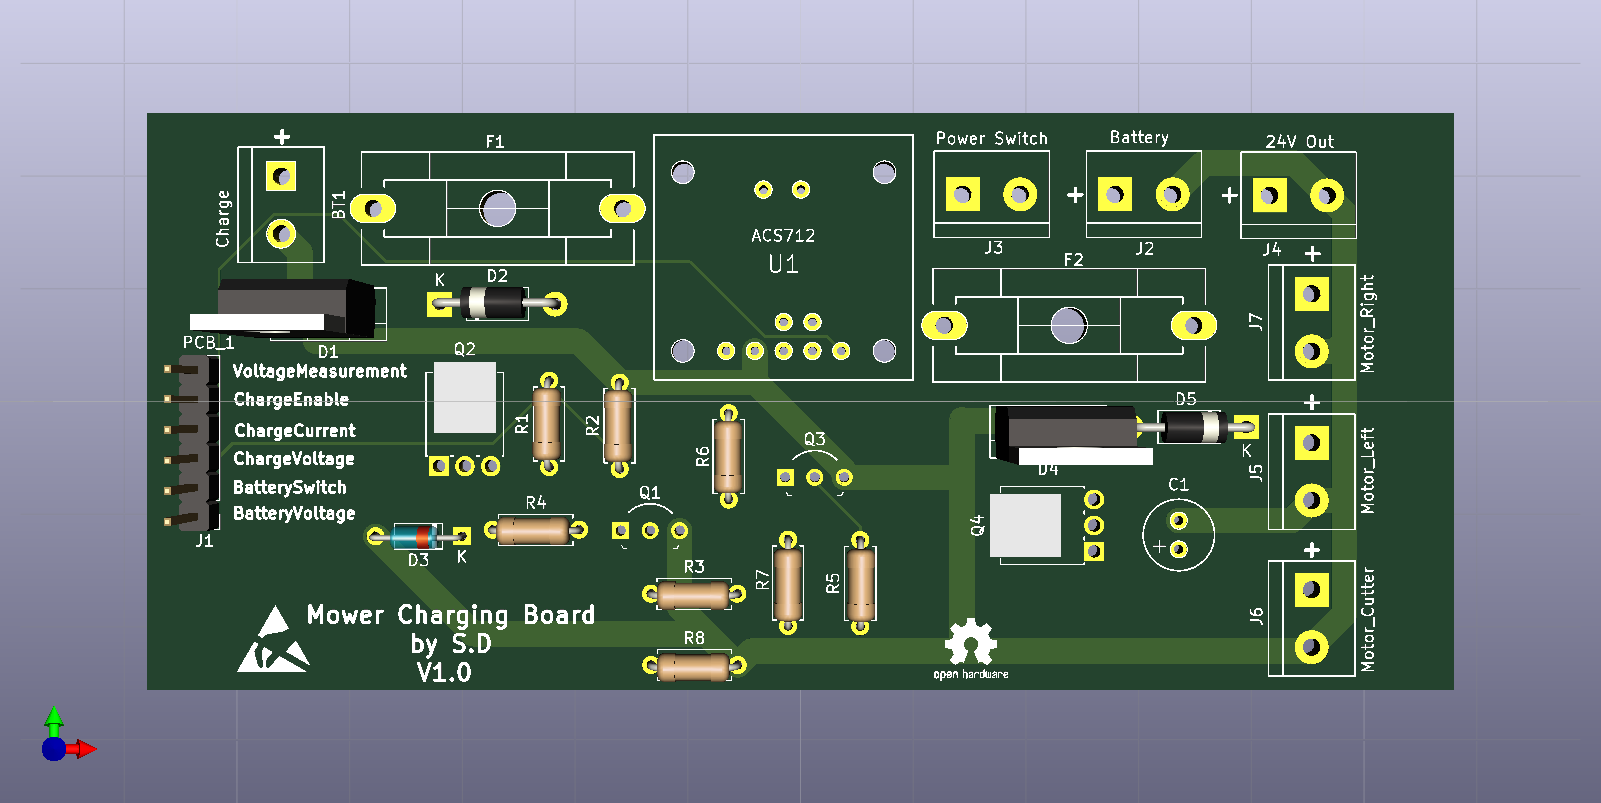 +
F1
Power Switch
Battery
24V Out
Charge
BT1
ACS712
U1
+
+
J3
J2
J4
F2
+
D2
K
D1
PCB_1
J7
Motor_Right
Q2
VoltageMeasurement
ChargeEnable
ChargeCurrent
ChargeVoltage
BatterySwitch
BatteryVoltage
J1
R1
R2
R6
Q3
D5
K
D4
+
J5
Motor_Left
C1
+
Q4
R4
Q1
D3
K
R3
R7
R5
+
J6
Motor_Cutter
Mower Charging Board
by S.D
V1.0
R8
open hardware